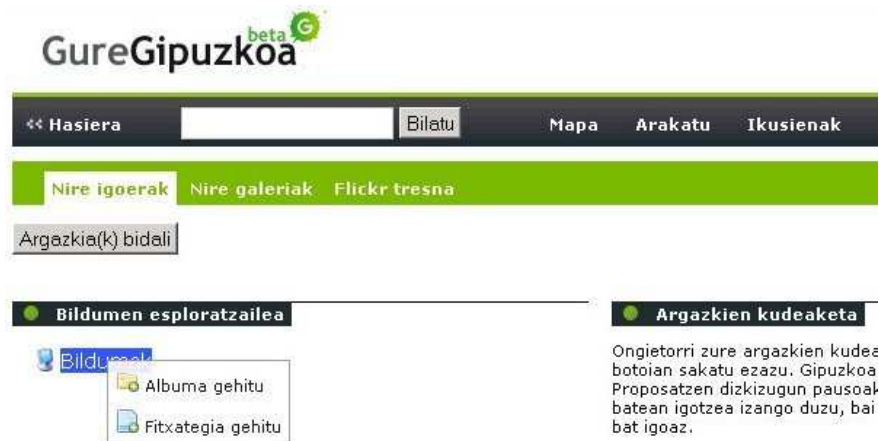 GureGipuzkoa beta G
<< Hasiera Bilatu Mapa Arakatu Ikusienak
Nire igoerak Nire galeriak Flickr tresna
Argazkia(k) bidali
Bildumen esploratzailea
Bildumak
Albuma gehitu
Fitxategia gehitu
Argazkien kudeaketa
Ongietorri zure argazkien kudea
botoian sakatu ezazu. Gipuzkoa
Proposatzen dizkizugun pausoak
batean igotzea izango duzu, bai
bat igoaz.